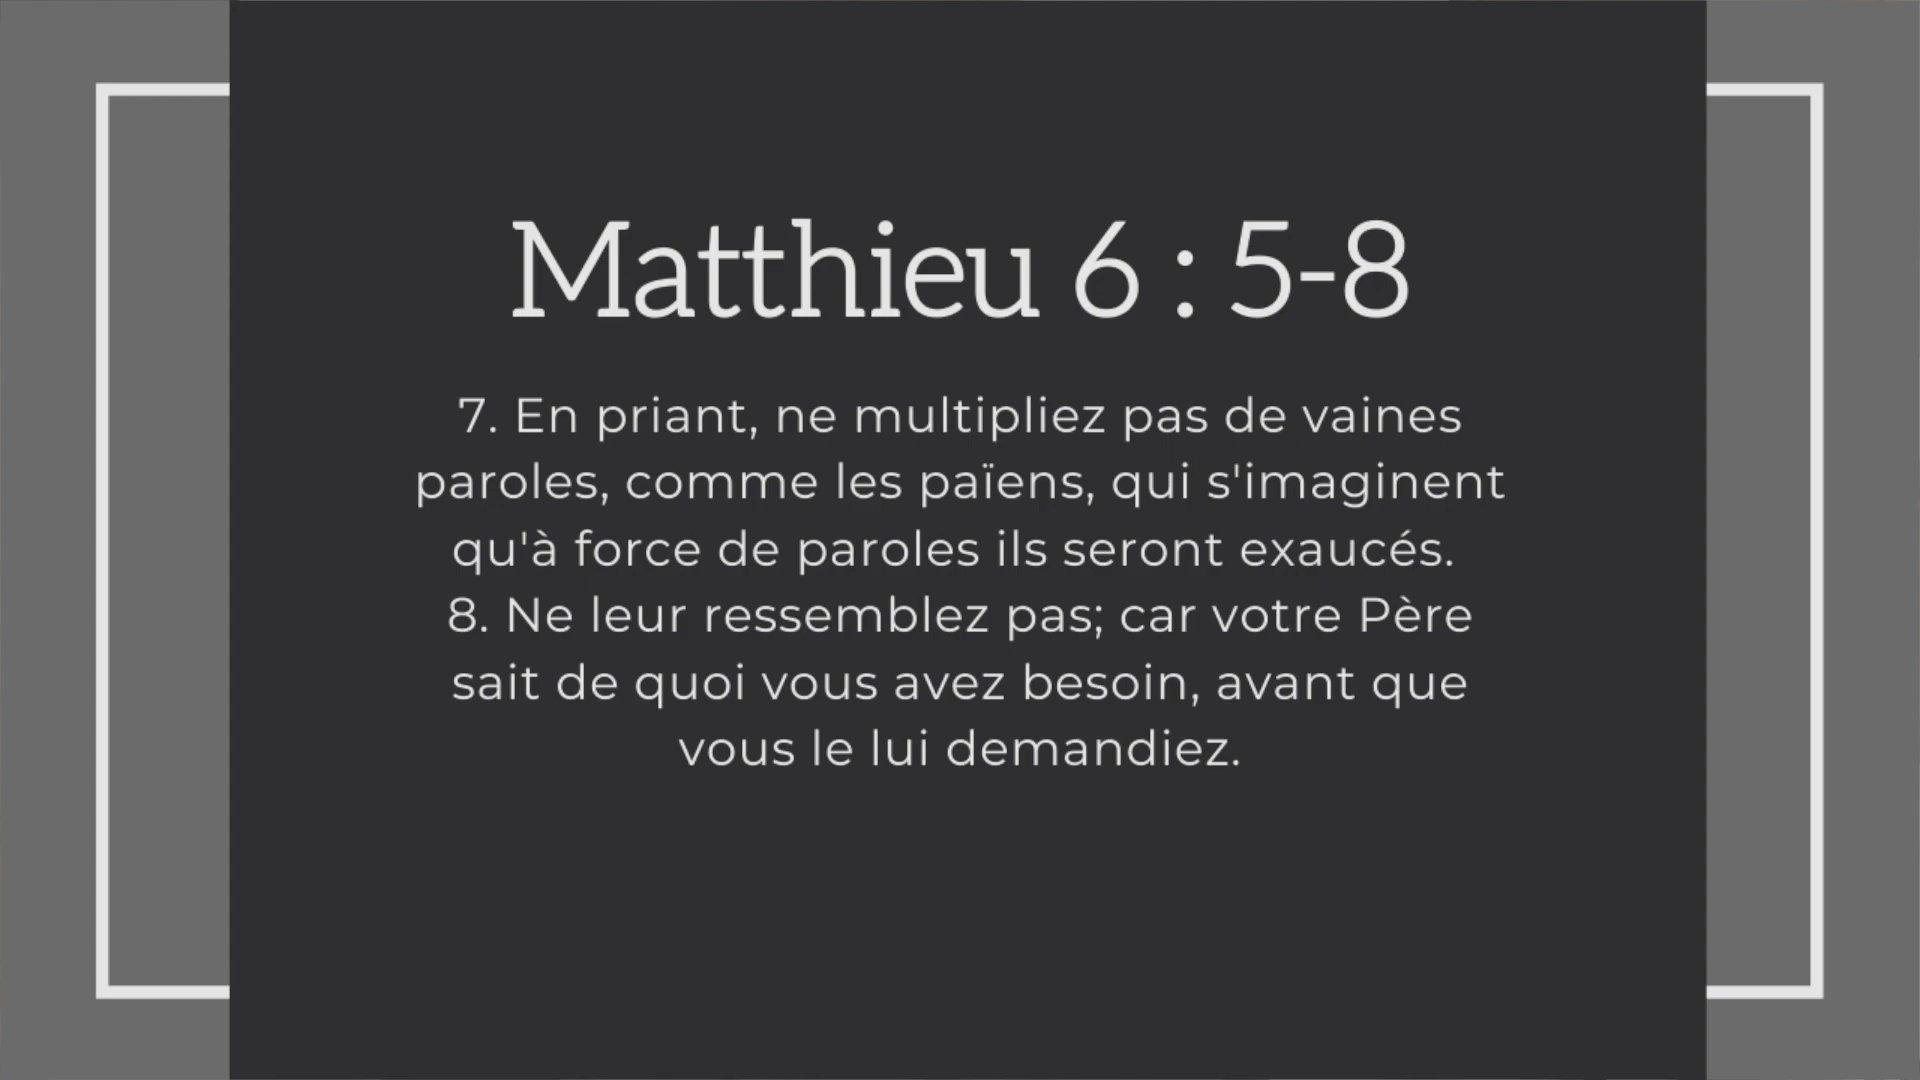 Matthieu 6 : 5-8
7. En priant, ne multipliez pas de vaines
paroles, comme les païens, qui s'imaginent
qu'à force de paroles ils seront exaucés.
8. Ne leur ressemblez pas; car votre Père
sait de quoi vous avez besoin, avant que
vous le lui demandiez.